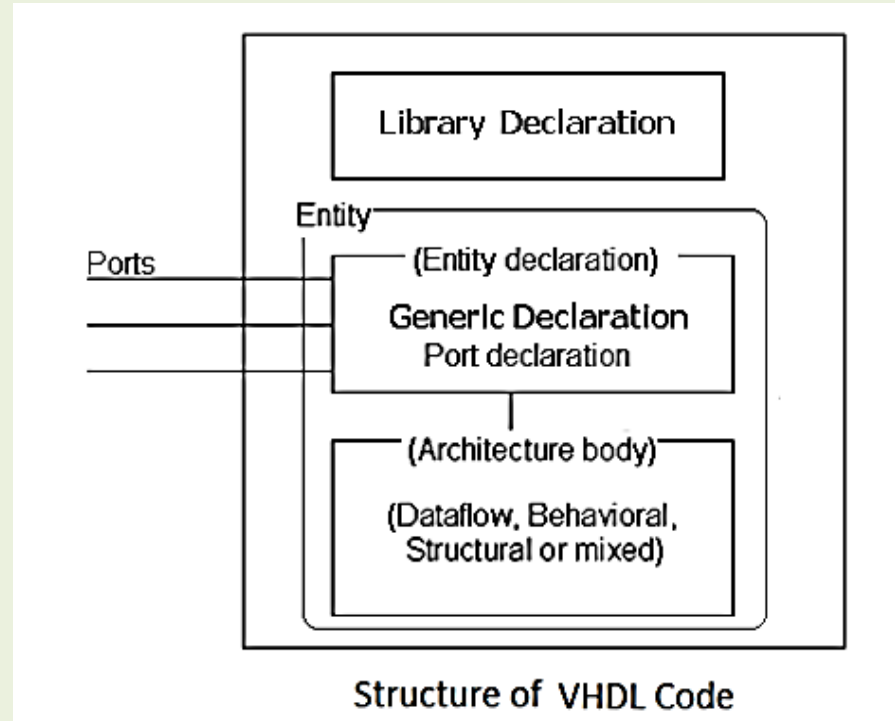 Library Declaration
Entity
Ports
(Entity declaration)
Generic Declaration
Port declaration
(Architecture body)
(Dataflow, Behavioral,
Structural or mixed)
Structure of VHDL Code